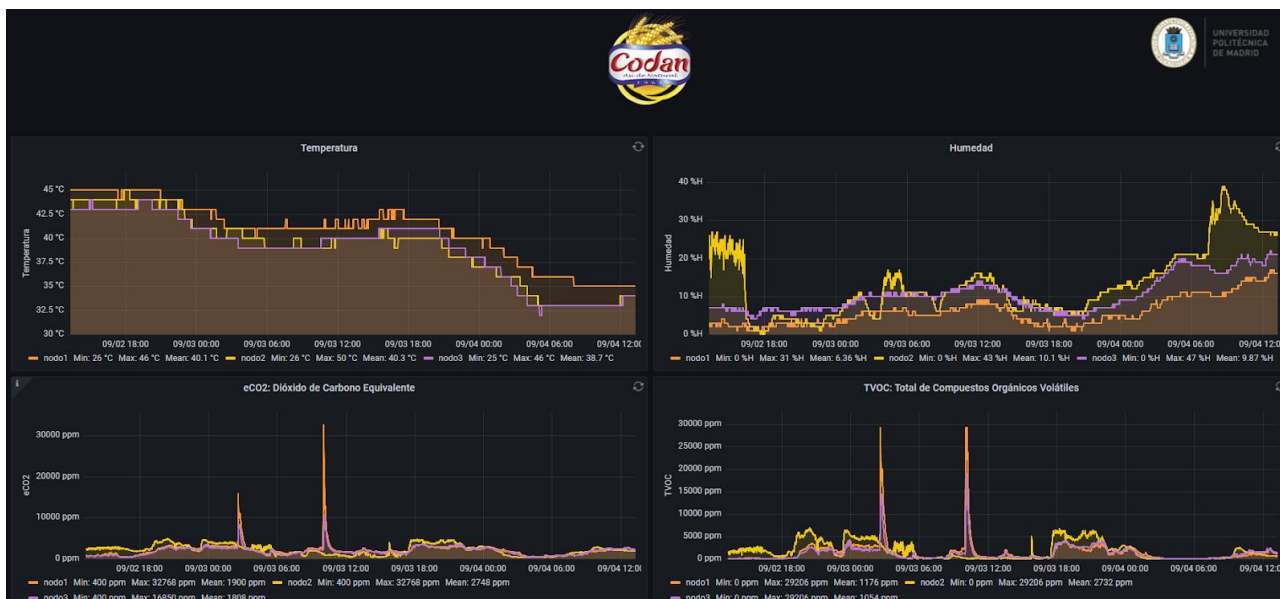 Codan
UNIVERSIDAD
POLITÉCNICA
DE MADRID
Temperatura
45 °C
42.5 °C
40 °C
37.5 °C
35 °C
32.5 °C
30 °C
Temperatura
09/02 18:00 09/03 00:00 09/03 06:00 09/03 12:00 09/03 18:00 09/04 00:00 09/04 06:00 09/04 12:00
nodo1 Min: 26 °C Max: 46 °C Mean: 40.1 °C nodo2 Min: 26 °C Max: 50 °C Mean: 40.3 °C nodo3 Min: 25 °C Max: 46 °C Mean: 38.7 °C
Humedad
40 %H
30 %H
20 %H
10 %H
0 %H
Humedad
09/02 18:00 09/03 00:00 09/03 06:00 09/03 12:00 09/03 18:00 09/04 00:00 09/04 06:00 09/04 12:0
nodo1 Min: 0 %H Max: 31 %H Mean: 6.36 %H nodo2 Min: 0 %H Max: 43 %H Mean: 10.1 %H nodo3 Min: 0 %H Max: 47 %H Mean: 9.87 %H
i
eCO2: Dióxido de Carbono Equivalente
30000 ppm
20000 ppm
10000 ppm
0 ppm
eCO2
09/02 18:00 09/03 00:00 09/03 06:00 09/03 12:00 09/03 18:00 09/04 00:00 09/04 06:00 09/04 12:00
nodo1 Min: 400 ppm Max: 32768 ppm Mean: 1900 ppm nodo2 Min: 400 ppm Max: 32768 ppm Mean: 2748 ppm
nodo3 Min: 400 ppm Max: 16850 ppm Mean: 1808 ppm
TVOC: Total de Compuestos Orgánicos Volátiles
30000 ppm
25000 ppm
20000 ppm
15000 ppm
10000 ppm
5000 ppm
0 ppm
TVOC
09/02 18:00 09/03 00:00 09/03 06:00 09/03 12:00 09/03 18:00 09/04 00:00 09/04 06:00 09/04 12:0
nodo1 Min: 0 ppm Max: 29206 ppm Mean: 1176 ppm nodo2 Min: 0 ppm Max: 29206 ppm Mean: 2732 ppm
nodo3 Min: 0 ppm Max: 29206 ppm Mean: 1054 ppm